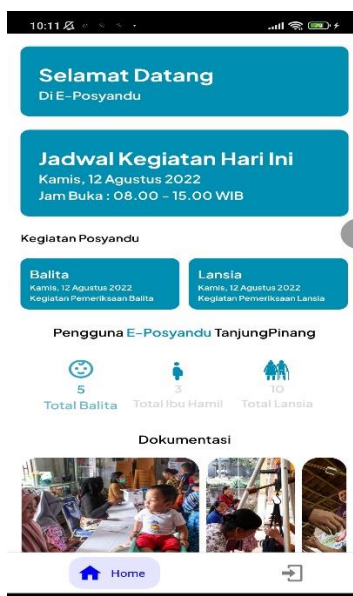 10:11
Selamat Datang
Di E-Posyandu
Jadwal Kegiatan Hari Ini
Kamis, 12 Agustus 2022
Jam Buka : 08.00 - 15.00 WIB
Kegiatan Posyandu
Balita
Kamis, 12 Agustus 2022
Kegiatan Pemeriksaan Balita
Lansia
Kamis, 12 Agustus 2022
Kegiatan Pemeriksaan Lansia
Pengguna E-Posyandu TanjungPinang
5
Total Balita
3
Total Ibu Hamil
10
Total Lansia
Dokumentasi
Home